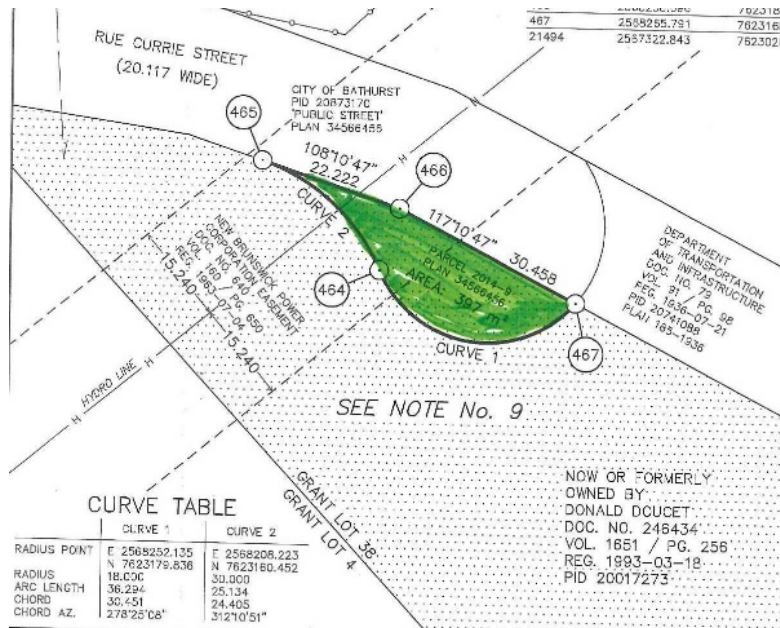 467 2568265.791
21494 2557322.843
RUE CURRIE STREET
(20.117 WIDE)
CITY OF BATHURST
PID 20873170
'PUBLIC STREET'
PLAN 34566456
465
108°10'47"
22.222
466
CURVE 2
117°10'47"
30.458
PARCEL 2014-9
PLAN 34566456
AREA: 397 m²
464
CURVE 1
467
DEPARTMENT
OF TRANSPORTATION
AND INFRASTRUCTURE
DOC. NO. 79
VOL. 91 / PG. 98
REG. 1936-07-21
PID 20741088
PLAN 165-1936
NEW BRUNSWICK POWER
CORPORATION EASEMENT
DOC. NO. 640
VOL. 160 / PG. 650
REG. 1963-07-04
15.240
15.240
H
H
H
H
HYDRO LINE
SEE NOTE No. 9
GRANT LOT 38
GRANT LOT 4
NOW OR FORMERLY
OWNED BY
DONALD DOUCET
DOC. NO. 246434
VOL. 1651 / PG. 256
REG. 1993-03-18
PID 20017273
CURVE TABLE
CURVE 1 CURVE 2
RADIUS POINT E 2568252.135 E 2568208.223
N 7623179.836 N 7623160.452
RADIUS 18.000 30.000
ARC LENGTH 36.294 25.134
CHORD 30.451 24.405
CHORD AZ. 278°25'08" 312°10'51"